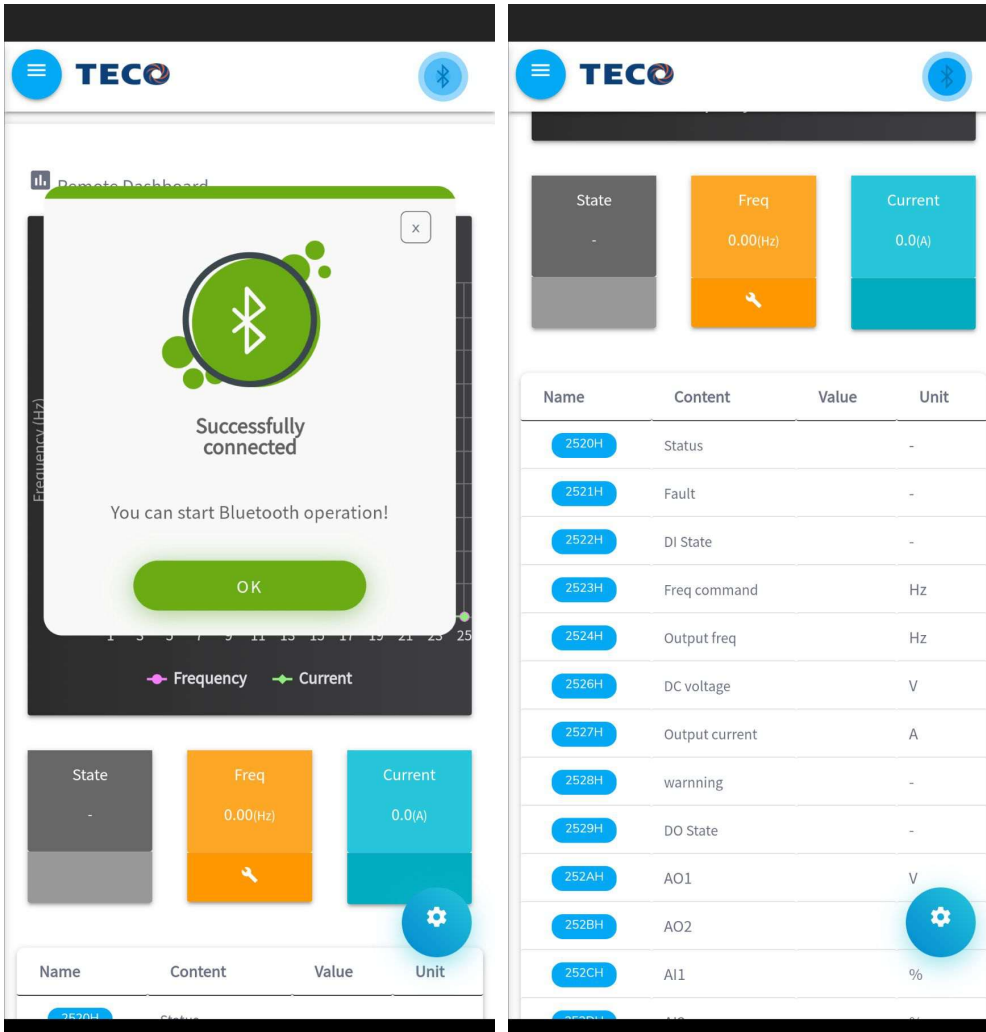 TECO
Remote Dashboard
x
Successfully
connected
You can start Bluetooth operation!
OK
Frequency (Hz)
1 3 5 7 9 11 13 15 17 19 21 23 25
Frequency Current
State Freq Current
- 0.00(Hz) 0.0(A)
Name Content Value Unit
2520H Status
TECO
State Freq Current
- 0.00(Hz) 0.0(A)
Name Content Value Unit
2520H Status -
2521H Fault -
2522H DI State -
2523H Freq command Hz
2524H Output freq Hz
2526H DC voltage V
2527H Output current A
2528H warnning -
2529H DO State -
252AH AO1 V
252BH AO2
252CH AI1 %